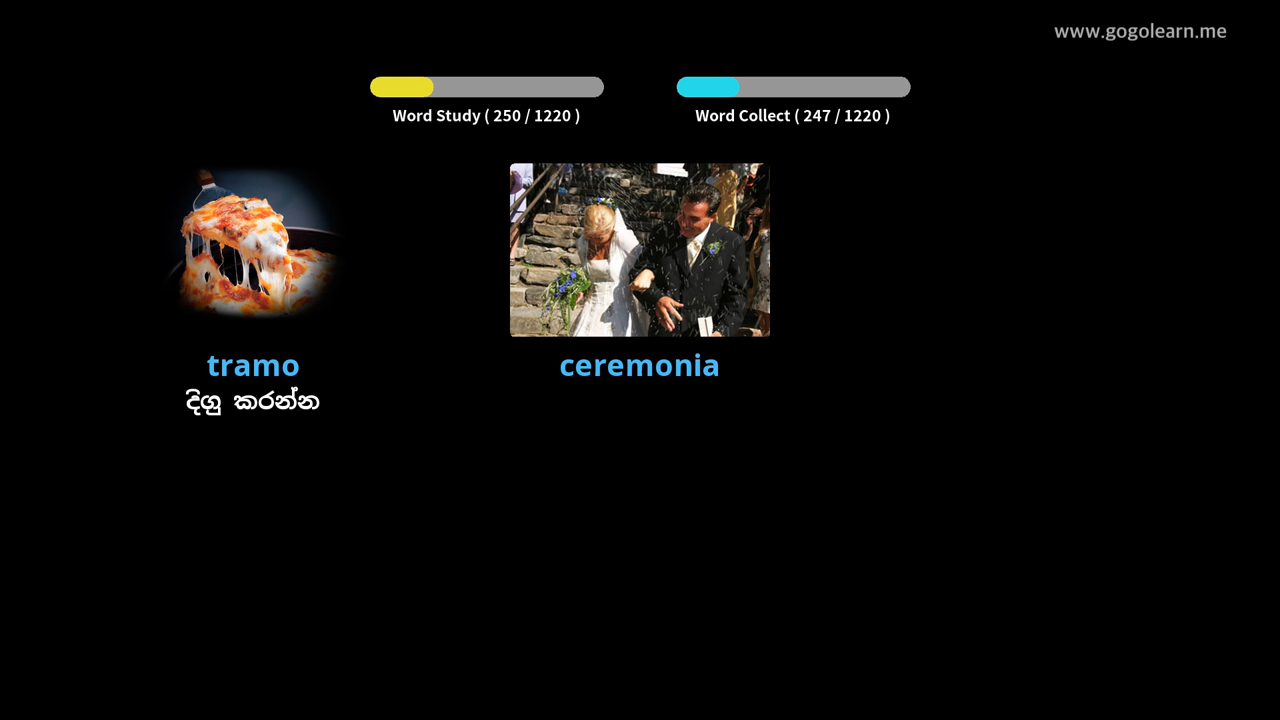 www.gogolearn.me
Word Study ( 250 / 1220 )
Word Collect ( 247 / 1220 )
tramo
දිගු කරන්න
ceremonia